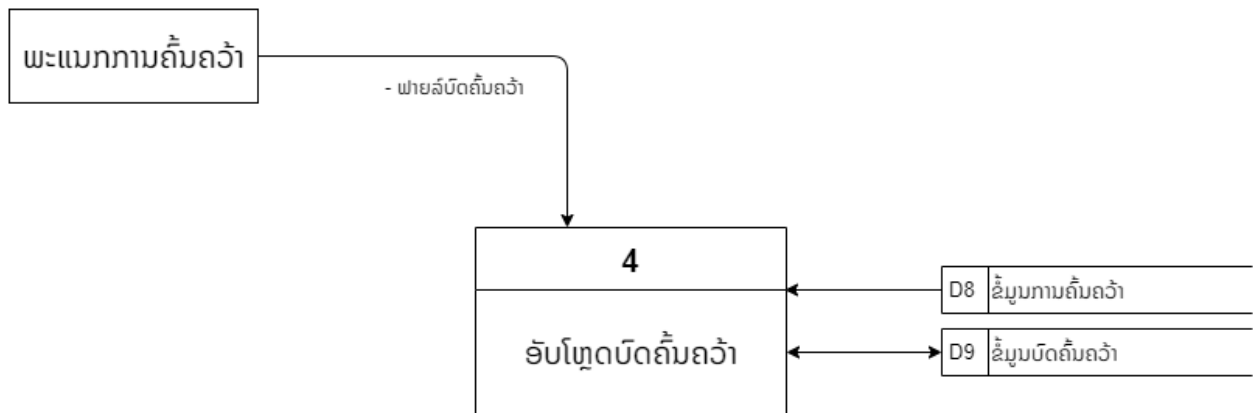 ພະແນກການຄົ້ນຄວ້າ
- ຟາຍລ໌ບົດຄົ້ນຄວ້າ
4
ອັບໂຫຼດບົດຄົ້ນຄວ້າ
D8 ຂໍ້ມູນການຄົ້ນຄວ້າ
D9 ຂໍ້ມູນບົດຄົ້ນຄວ້າ